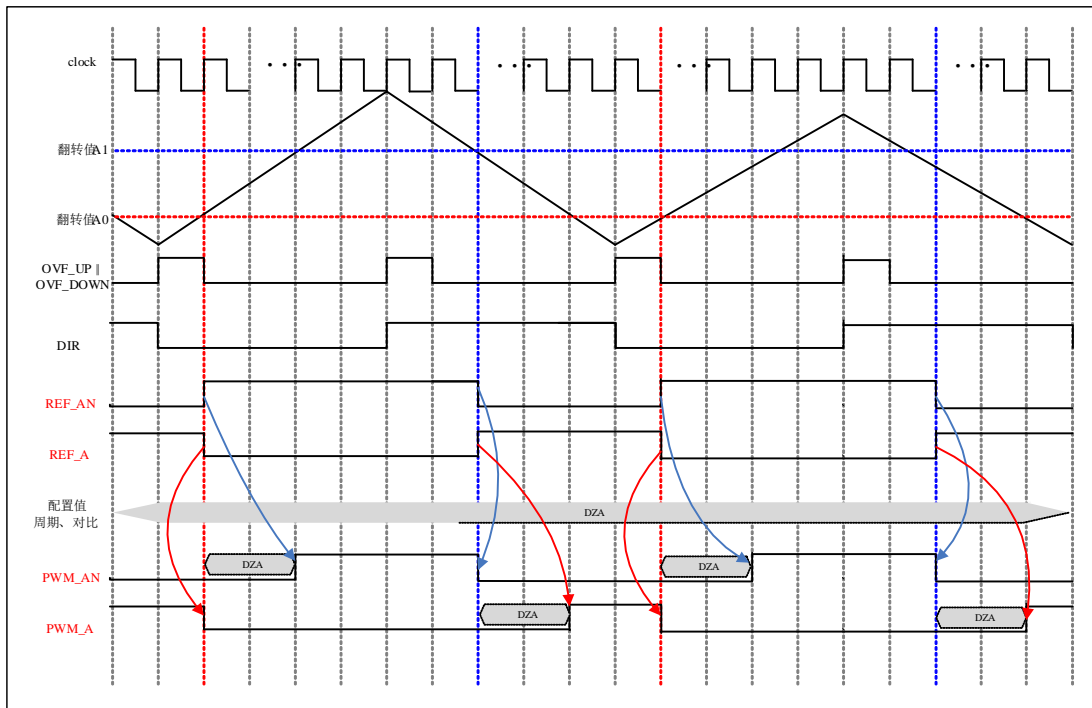 clock
翻转值A1
翻转值A0
OVF_UP ||
OVF_DOWN
DIR
REF_AN
REF_A
配置值
周期、对比
DZA
DZA
DZA
PWM_AN
DZA
DZA
PWM_A